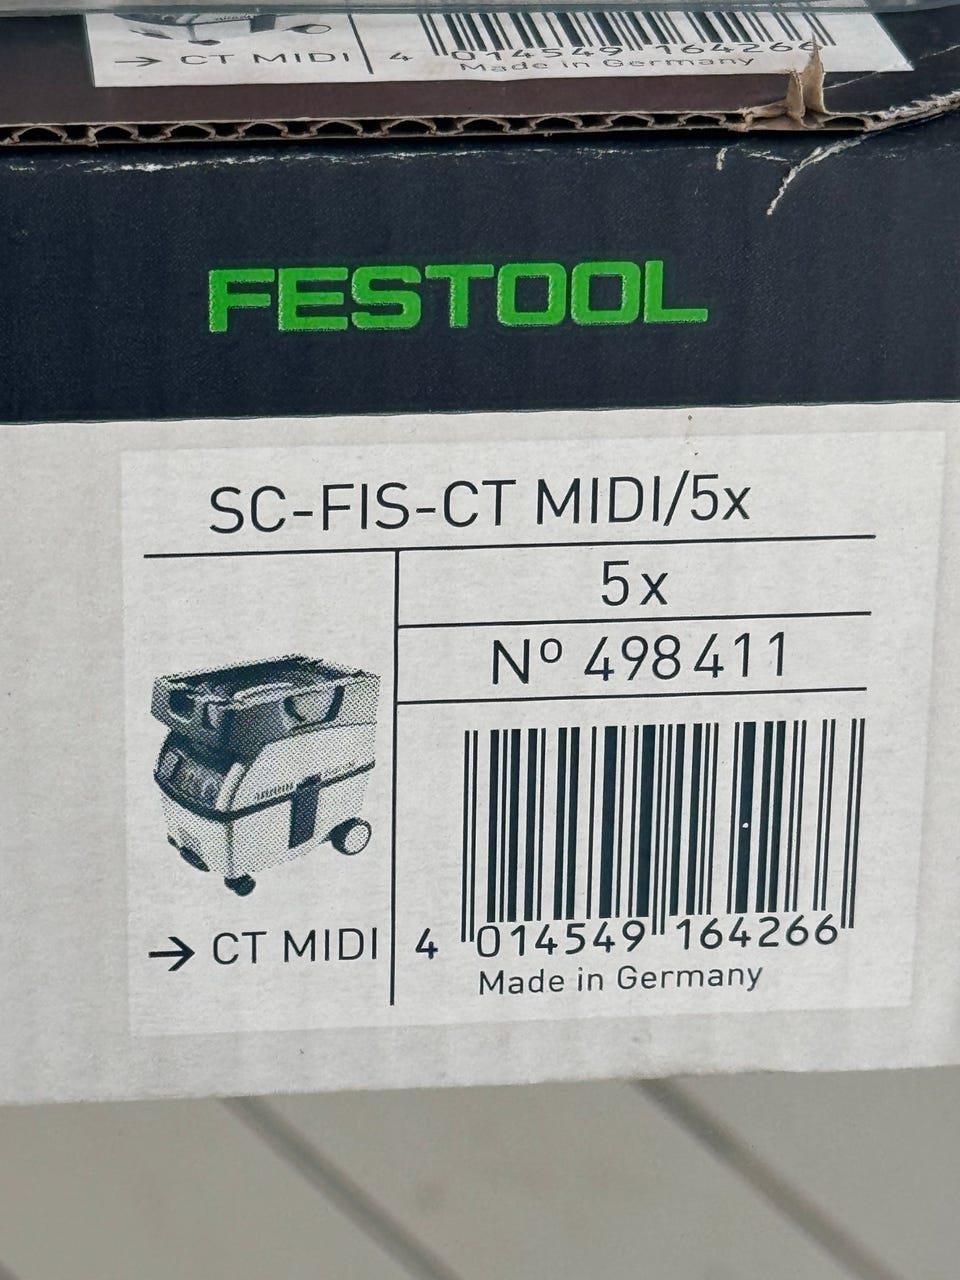 → CT MIDI
4 014549 164266
Made in Germany
FESTOOL
SC-FIS-CT MIDI/5x
5x
Nº 498411
→ CT MIDI
4 014549 164266
Made in Germany